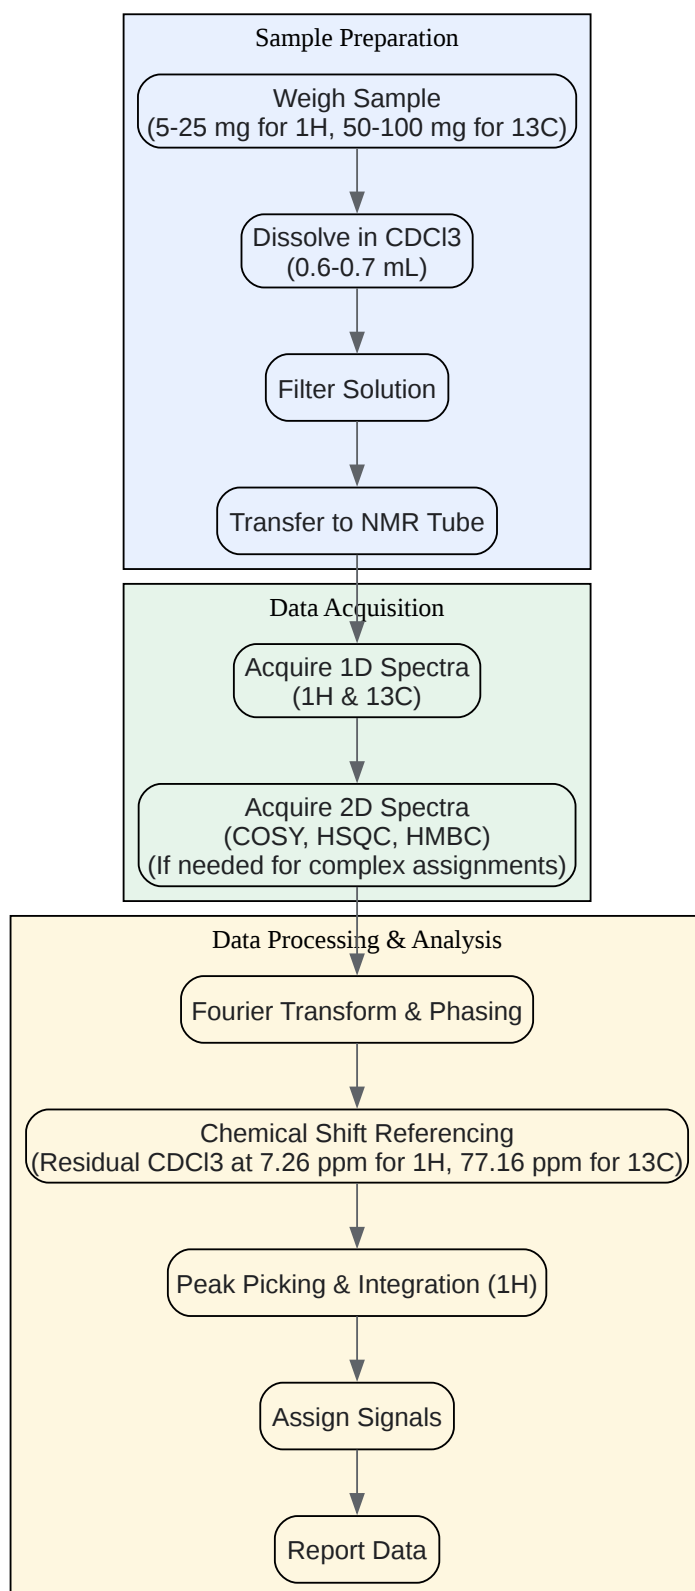 Sample Preparation
Weigh Sample
(5-25 mg for 1H, 50-100 mg for 13C)
Dissolve in CDCl3
(0.6-0.7 mL)
Filter Solution
Transfer to NMR Tube
Data Acquisition
Acquire 1D Spectra
(1H & 13C)
Acquire 2D Spectra
(COSY, HSQC, HMBC)
(If needed for complex assignments)
Data Processing & Analysis
Fourier Transform & Phasing
Chemical Shift Referencing
(Residual CDCl3 at 7.26 ppm for 1H, 77.16 ppm for 13C)
Peak Picking & Integration (1H)
Assign Signals
Report Data